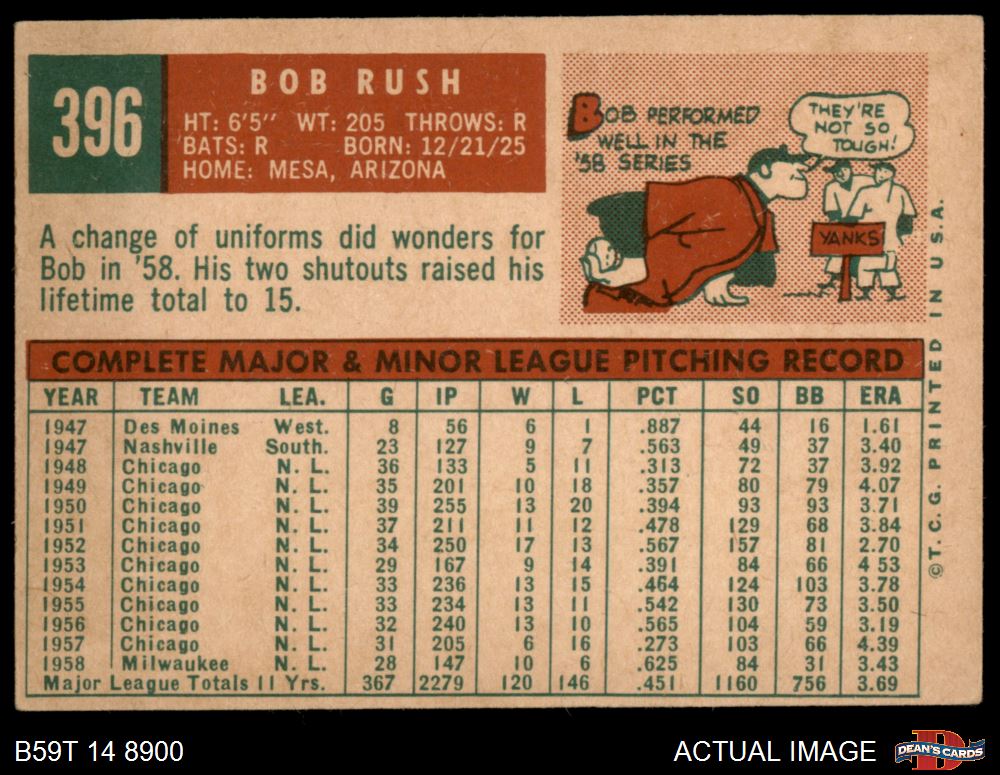 396
BOB RUSH
HT: 6'5" WT: 205 THROWS: R
BATS: R BORN: 12/21/25
HOME: MESA, ARIZONA
A change of uniforms did wonders for
Bob in '58. His two shutouts raised his
lifetime total to 15.
BOB PERFORMED
WELL IN THE
'58 SERIES
THEY'RE
NOT SO
TOUGH!
YANKS
COMPLETE MAJOR & MINOR LEAGUE PITCHING RECORD
YEAR TEAM LEA. G IP W L PCT SO BB ERA
1947 Des Moines West. 8 56 6 1 .887 44 16 1.61
1947 Nashville South. 23 127 9 7 .563 49 37 3.40
1948 Chicago N. L. 36 133 5 11 .313 72 37 3.92
1949 Chicago N. L. 35 201 10 18 .357 80 79 4.07
1950 Chicago N. L. 39 255 13 20 .394 93 93 3.71
1951 Chicago N. L. 37 211 11 12 .478 129 68 3.84
1952 Chicago N. L. 34 250 17 13 .567 157 81 2.70
1953 Chicago N. L. 29 167 9 14 .391 84 66 4 53
1954 Chicago N. L. 33 236 13 15 .464 124 103 3.78
1955 Chicago N. L. 33 234 13 11 .542 130 73 3.50
1956 Chicago N. L. 32 240 13 10 .565 104 59 3.19
1957 Chicago N. L. 31 205 6 16 .273 103 66 4.39
1958 Milwaukee N. L. 28 147 10 6 .625 84 31 3.43
Major League Totals 11 Yrs. 367 2279 120 146 .451 1160 756 3.69
© T. C. G. PRINTED IN U.S.A.
B59T 14 8900
ACTUAL IMAGE
DEAN'S CARDS